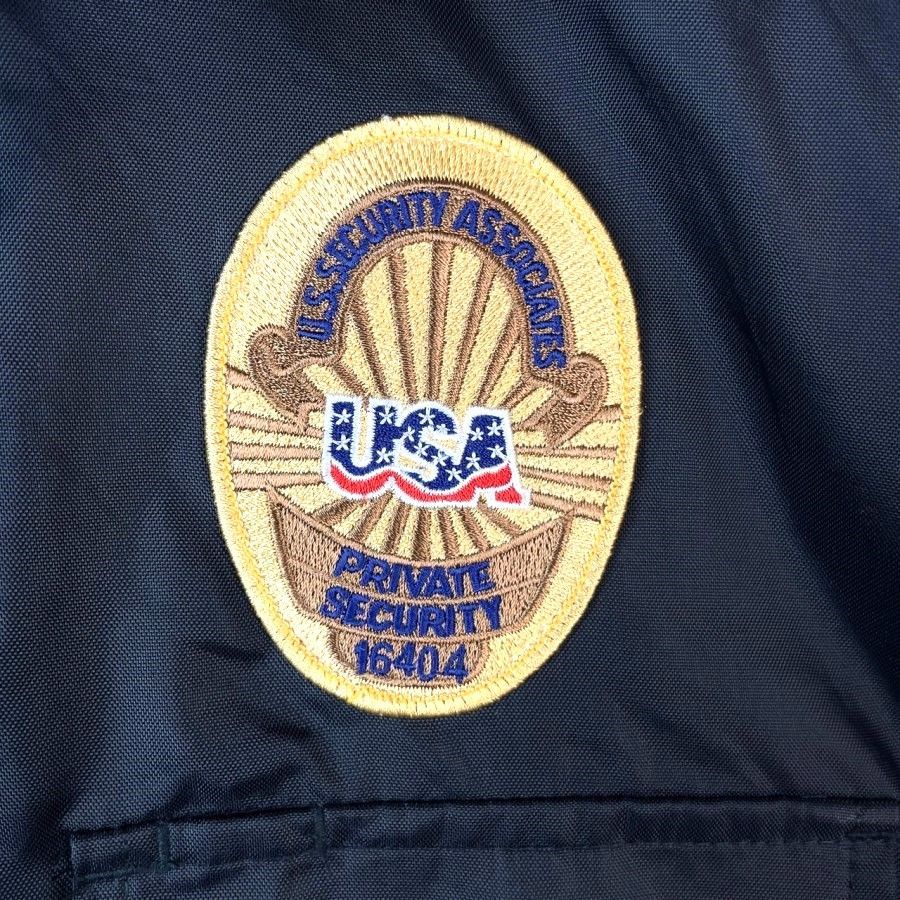 U.S. SECURITY ASSOCIATES
USA
PRIVATE
SECURITY
16404